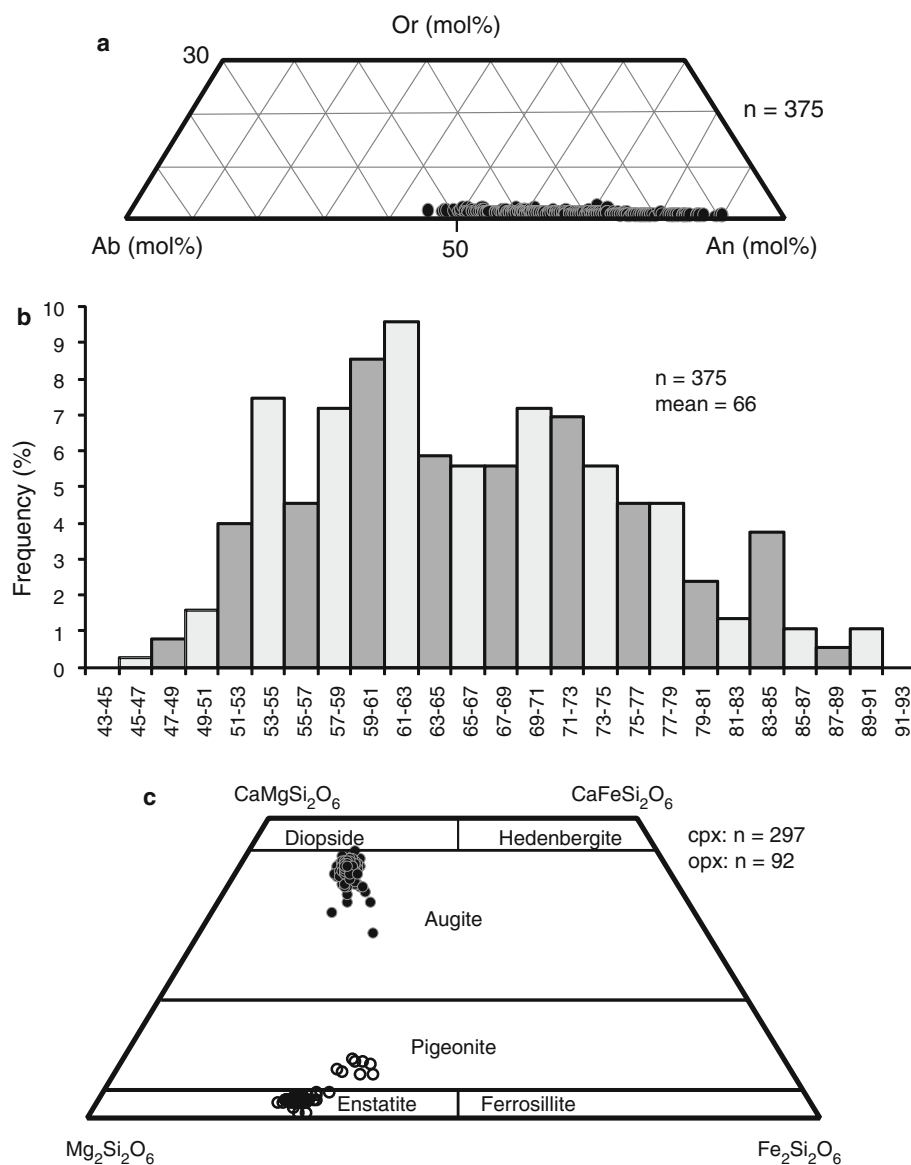 a
Or (mol%)
30
n = 375
Ab (mol%)
50
An (mol%)
b
Frequency (%)
10
9
8
7
6
5
4
3
2
1
0
n = 375
mean = 66
43-45
45-47
47-49
49-51
51-53
53-55
55-57
57-59
59-61
61-63
63-65
65-67
67-69
69-71
71-73
73-75
75-77
77-79
79-81
81-83
83-85
85-87
87-89
89-91
91-93
c
CaMgSi₂O₆
CaFeSi₂O₆
Diopside
Hedenbergite
cpx: n = 297
opx: n = 92
Augite
Pigeonite
Enstatite
Ferrosillite
Mg₂Si₂O₆
Fe₂Si₂O₆